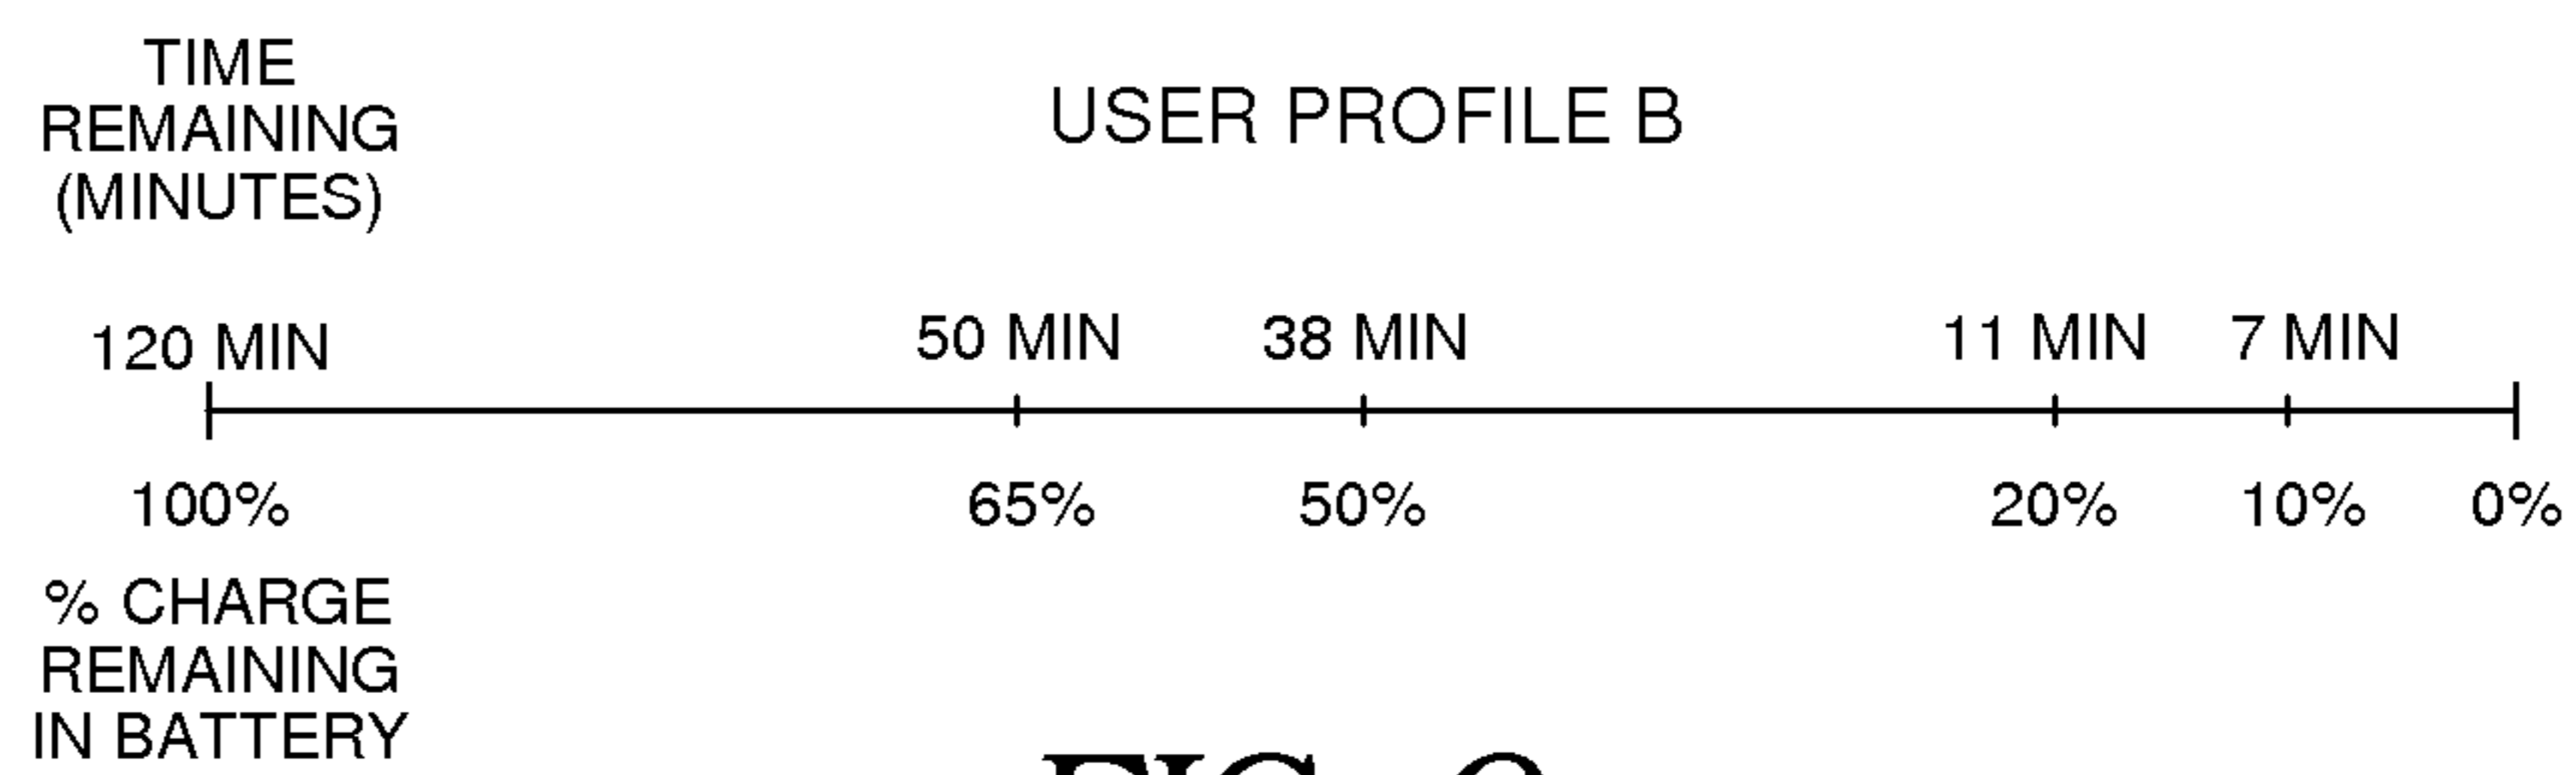 TIME
REMAINING
(MINUTES)
USER PROFILE B
120 MIN 50 MIN 38 MIN 11 MIN 7 MIN
100% 65% 50% 20% 10% 0%
% CHARGE
REMAINING
IN BATTERY